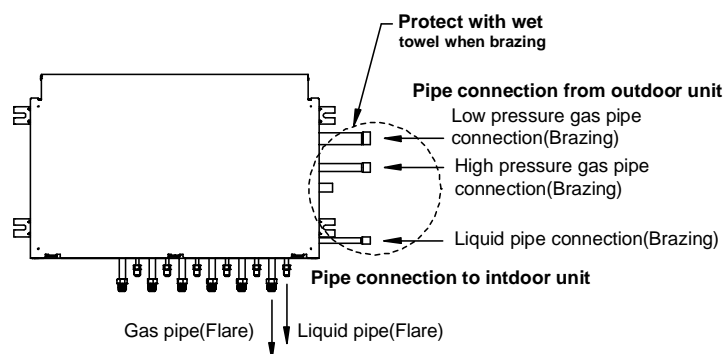 Protect with wet
towel when brazing
Pipe connection from outdoor unit
Low pressure gas pipe
connection(Brazing)
High pressure gas pipe
connection(Brazing)
Liquid pipe connection(Brazing)
Pipe connection to intdoor unit
Gas pipe(Flare)
Liquid pipe(Flare)